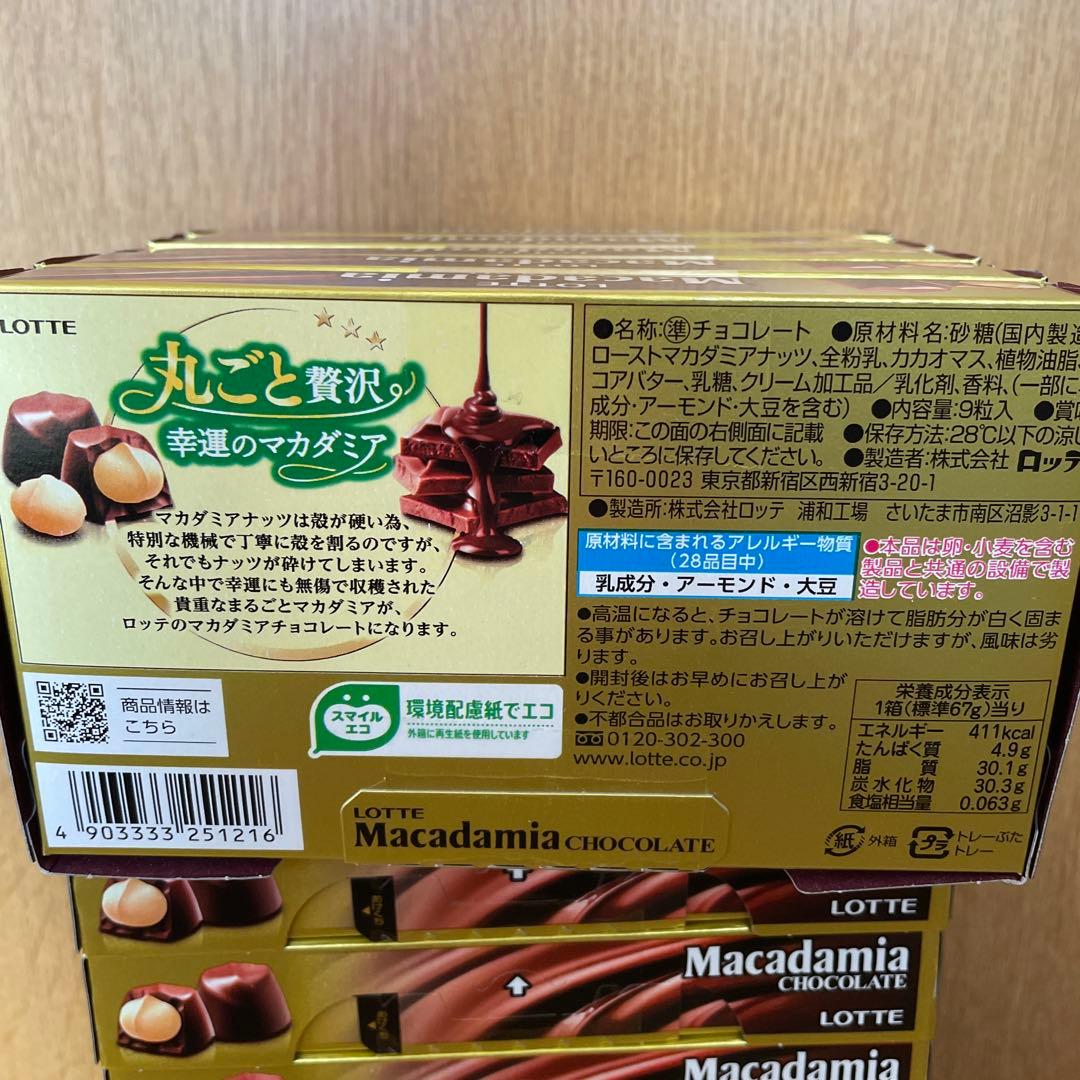 Macadamia
LOTTE
Macadamia
LOTTE
丸ごと贅沢。
幸運のマカダミア
マカダミアナッツは殻が硬い為、
特別な機械で丁寧に殻を割るのですが、
それでもナッツが砕けてしまいます。
そんな中で幸運にも無傷で収穫された
貴重なまるごとマカダミアが、
ロッテのマカダミアチョコレートになります。
商品情報は
こちら
スマイル
エコ
環境配慮紙でエコ
外箱に再生紙を使用しています
4 903333 251216
LOTTE
Macadamia CHOCOLATE
●名称:準チョコレート ●原材料名:砂糖(国内製造
ローストマカダミアナッツ、全粉乳、カカオマス、植物油脂、
コアバター、乳糖、クリーム加工品/乳化剤、香料、(一部に
成分・アーモンド・大豆を含む) ●内容量:9粒入 ●賞味
期限:この面の右側面に記載 ●保存方法:28℃以下の涼し
いところに保存してください。 ●製造者:株式会社 ロッテ
〒160-0023 東京都新宿区西新宿3-20-1
●製造所:株式会社ロッテ 浦和工場 さいたま市南区沼影3-1-1
原材料に含まれるアレルギー物質
(28品目中)
乳成分・アーモンド・大豆
●本品は卵・小麦を含む
製品と共通の設備で製
造しています。
●高温になると、チョコレートが溶けて脂肪分が白く固ま
る事があります。お召し上がりいただけますが、風味は劣
ります。
●開封後はお早めにお召し上が
りください。
●不都合品はお取りかえします。
0120-302-300
www.lotte.co.jp
栄養成分表示
1箱(標準67g)当り
エネルギー 411kcal
たんぱく質 4.9g
脂質 30.1g
炭水化物 30.3g
食塩相当量 0.063g
紙 外箱
プラ トレーぶた
トレー
LOTTE
Macadamia
CHOCOLATE
LOTTE
Macadamia